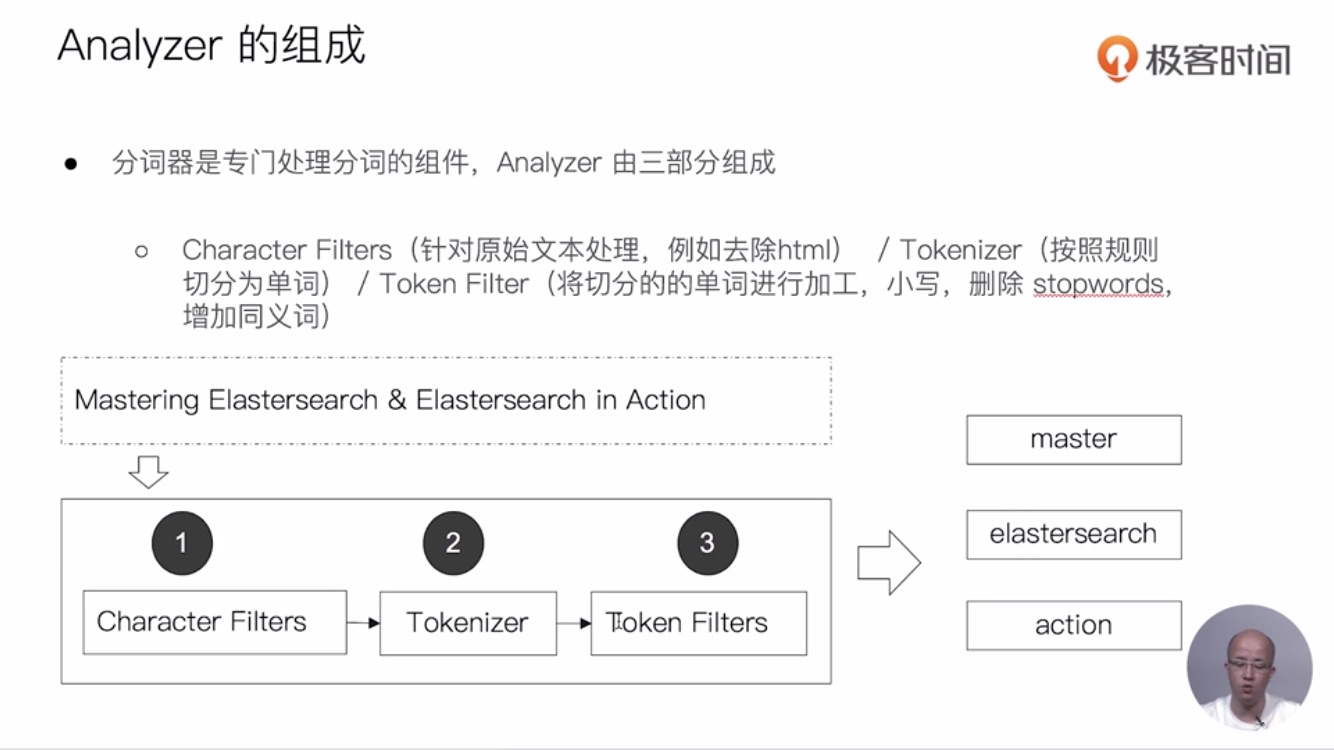 Analyzer 的组成
极客时间
● 分词器是专门处理分词的组件，Analyzer 由三部分组成
○ Character Filters（针对原始文本处理，例如去除html） / Tokenizer（按照规则
切分为单词） / Token Filter（将切分的的单词进行加工，小写，删除 stopwords，
增加同义词）
Mastering Elastersearch & Elastersearch in Action
1
2
3
Character Filters
Tokenizer
Token Filters
master
elastersearch
action